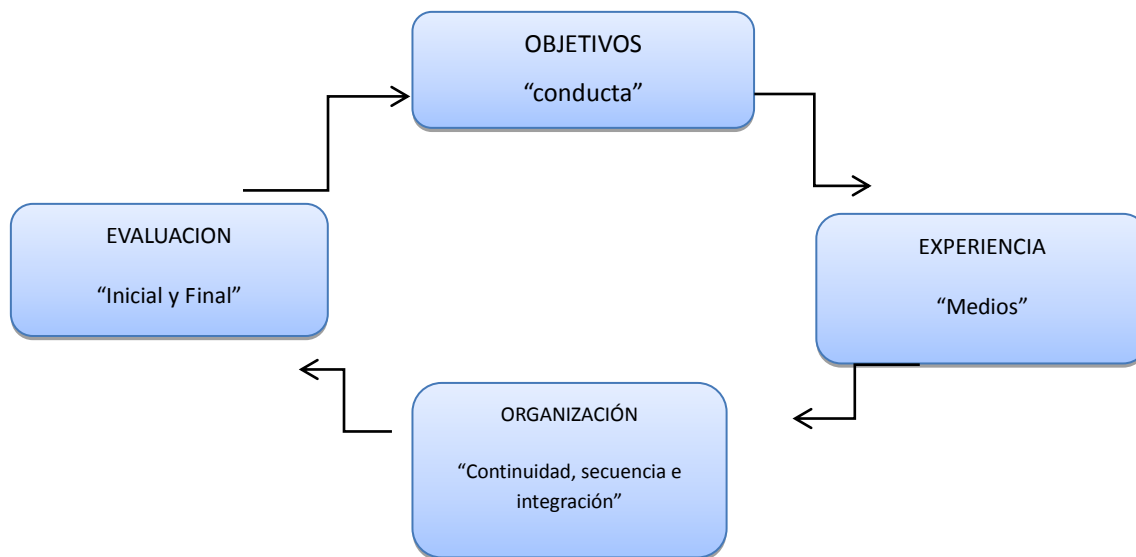 OBJETIVOS
“conducta”
EVALUACION
“Inicial y Final”
EXPERIENCIA
“Medios”
ORGANIZACIÓN
“Continuidad, secuencia e
integración”